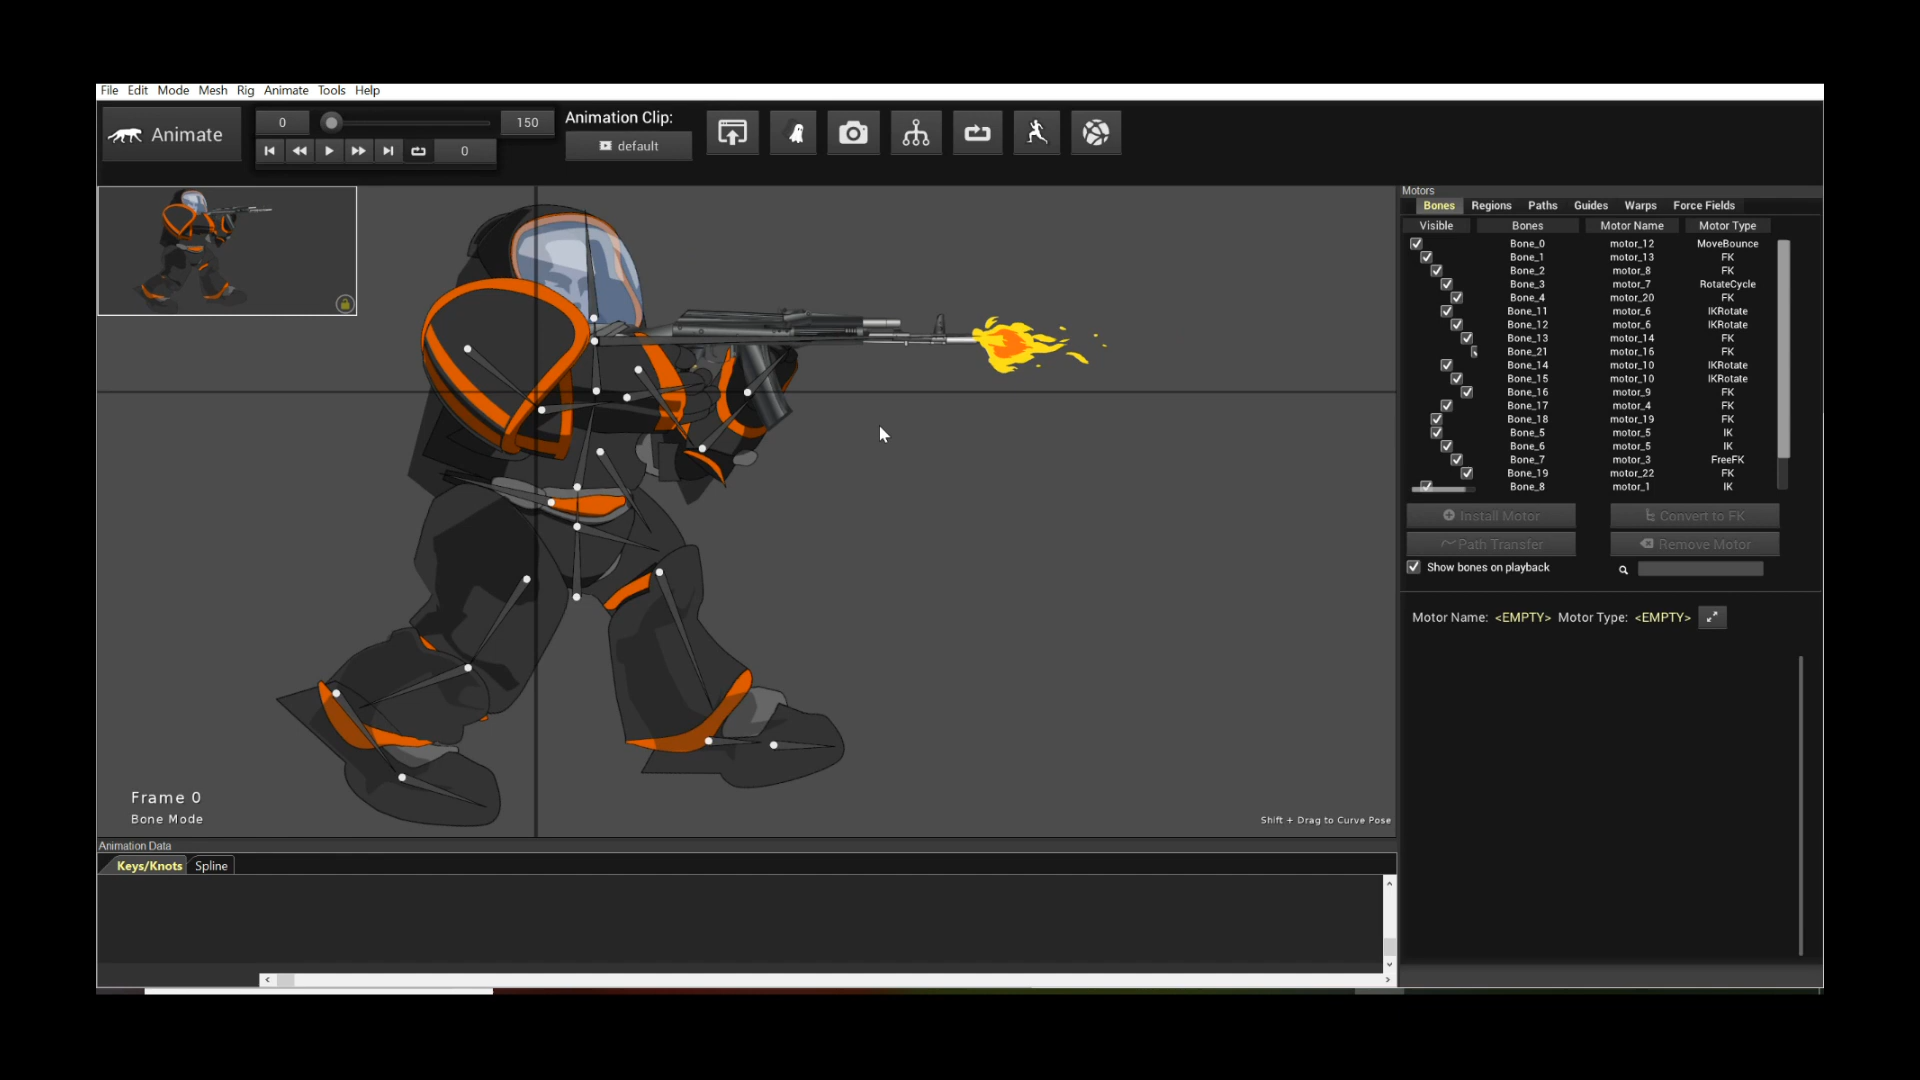 File Edit Mode Mesh Rig Animate Tools Help
Animate
0
150
Animation Clip:
default
0
Motors
Bones Regions Paths Guides Warps Force Fields
Visible Bones Motor Name Motor Type
Bone_0 motor_12 MoveBounce
Bone_1 motor_13 FK
Bone_2 motor_8 FK
Bone_3 motor_7 RotateCycle
Bone_4 motor_20 FK
Bone_11 motor_6 IKRotate
Bone_12 motor_6 IKRotate
Bone_13 motor_14 FK
Bone_21 motor_16 FK
Bone_14 motor_10 IKRotate
Bone_15 motor_10 IKRotate
Bone_16 motor_9 FK
Bone_17 motor_4 FK
Bone_18 motor_19 FK
Bone_5 motor_5 IK
Bone_6 motor_5 IK
Bone_7 motor_3 FreeFK
Bone_19 motor_22 FK
Bone_8 motor_1 IK
Install Motor Convert to FK
Path Transfer Remove Motor
Show bones on playback
Motor Name: <EMPTY> Motor Type: <EMPTY>
Frame 0
Bone Mode
Shift + Drag to Curve Pose
Animation Data
Keys/Knots Spline